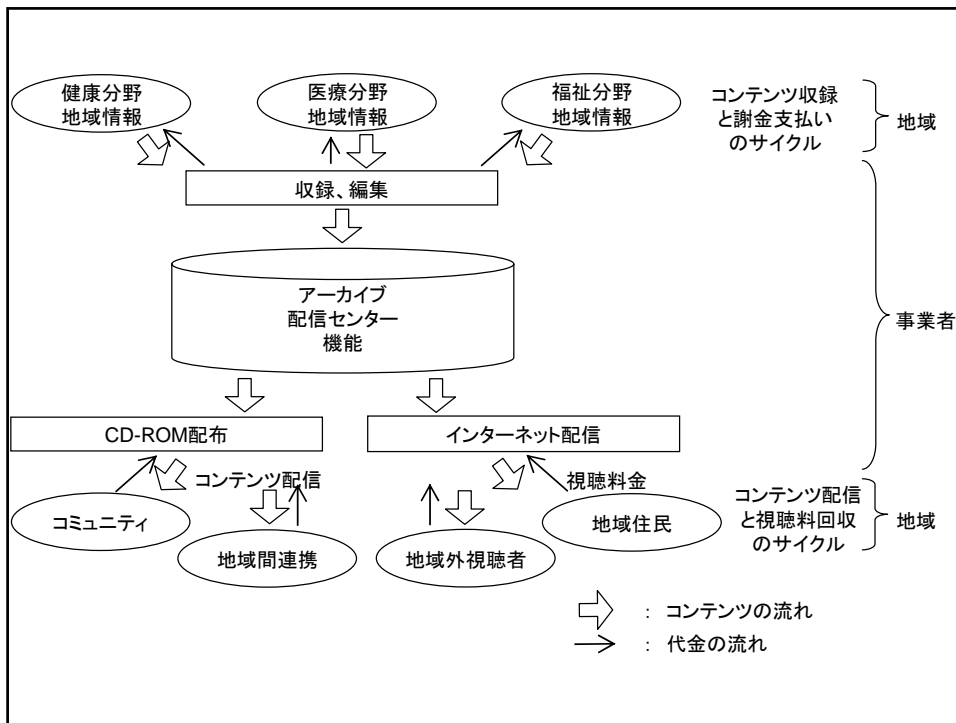 健康分野
地域情報
医療分野
地域情報
福祉分野
地域情報
コンテンツ収録
と謝金支払い
のサイクル
地域
収録、編集
アーカイブ
配信センター
機能
事業者
CD-ROM配布
インターネット配信
コンテンツ配信
視聴料金
コミュニティ
地域間連携
地域外視聴者
地域住民
コンテンツ配信
と視聴料回収
のサイクル
地域
： コンテンツの流れ
： 代金の流れ